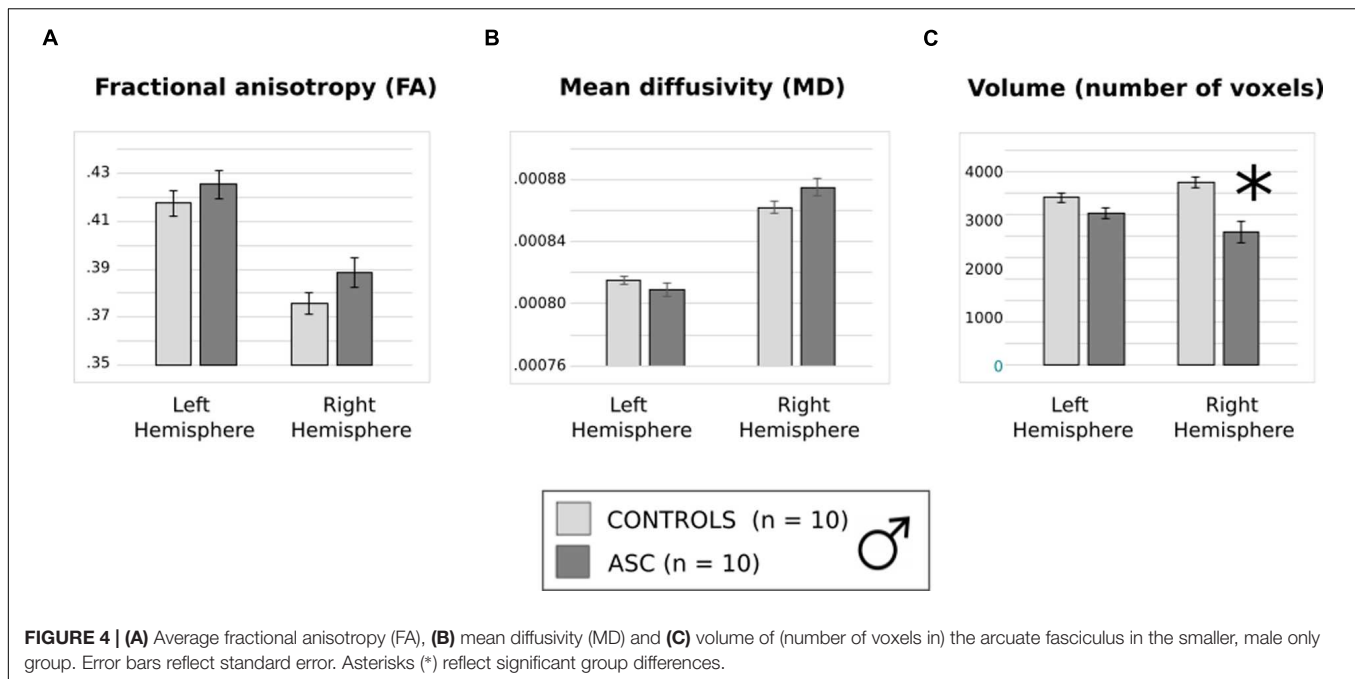 A
B
C
Fractional anisotropy (FA)
Mean diffusivity (MD)
Volume (number of voxels)
.43
.41
.39
.37
.35
Left
Hemisphere
Right
Hemisphere
.00088
.00084
.00080
.00076
Left
Hemisphere
Right
Hemisphere
4000
3000
2000
1000
0
*
Left
Hemisphere
Right
Hemisphere
CONTROLS (n = 10)
ASC (n = 10)
FIGURE 4 | (A) Average fractional anisotropy (FA), (B) mean diffusivity (MD) and (C) volume of (number of voxels in) the arcuate fasciculus in the smaller, male only
group. Error bars reflect standard error. Asterisks (*) reflect significant group differences.